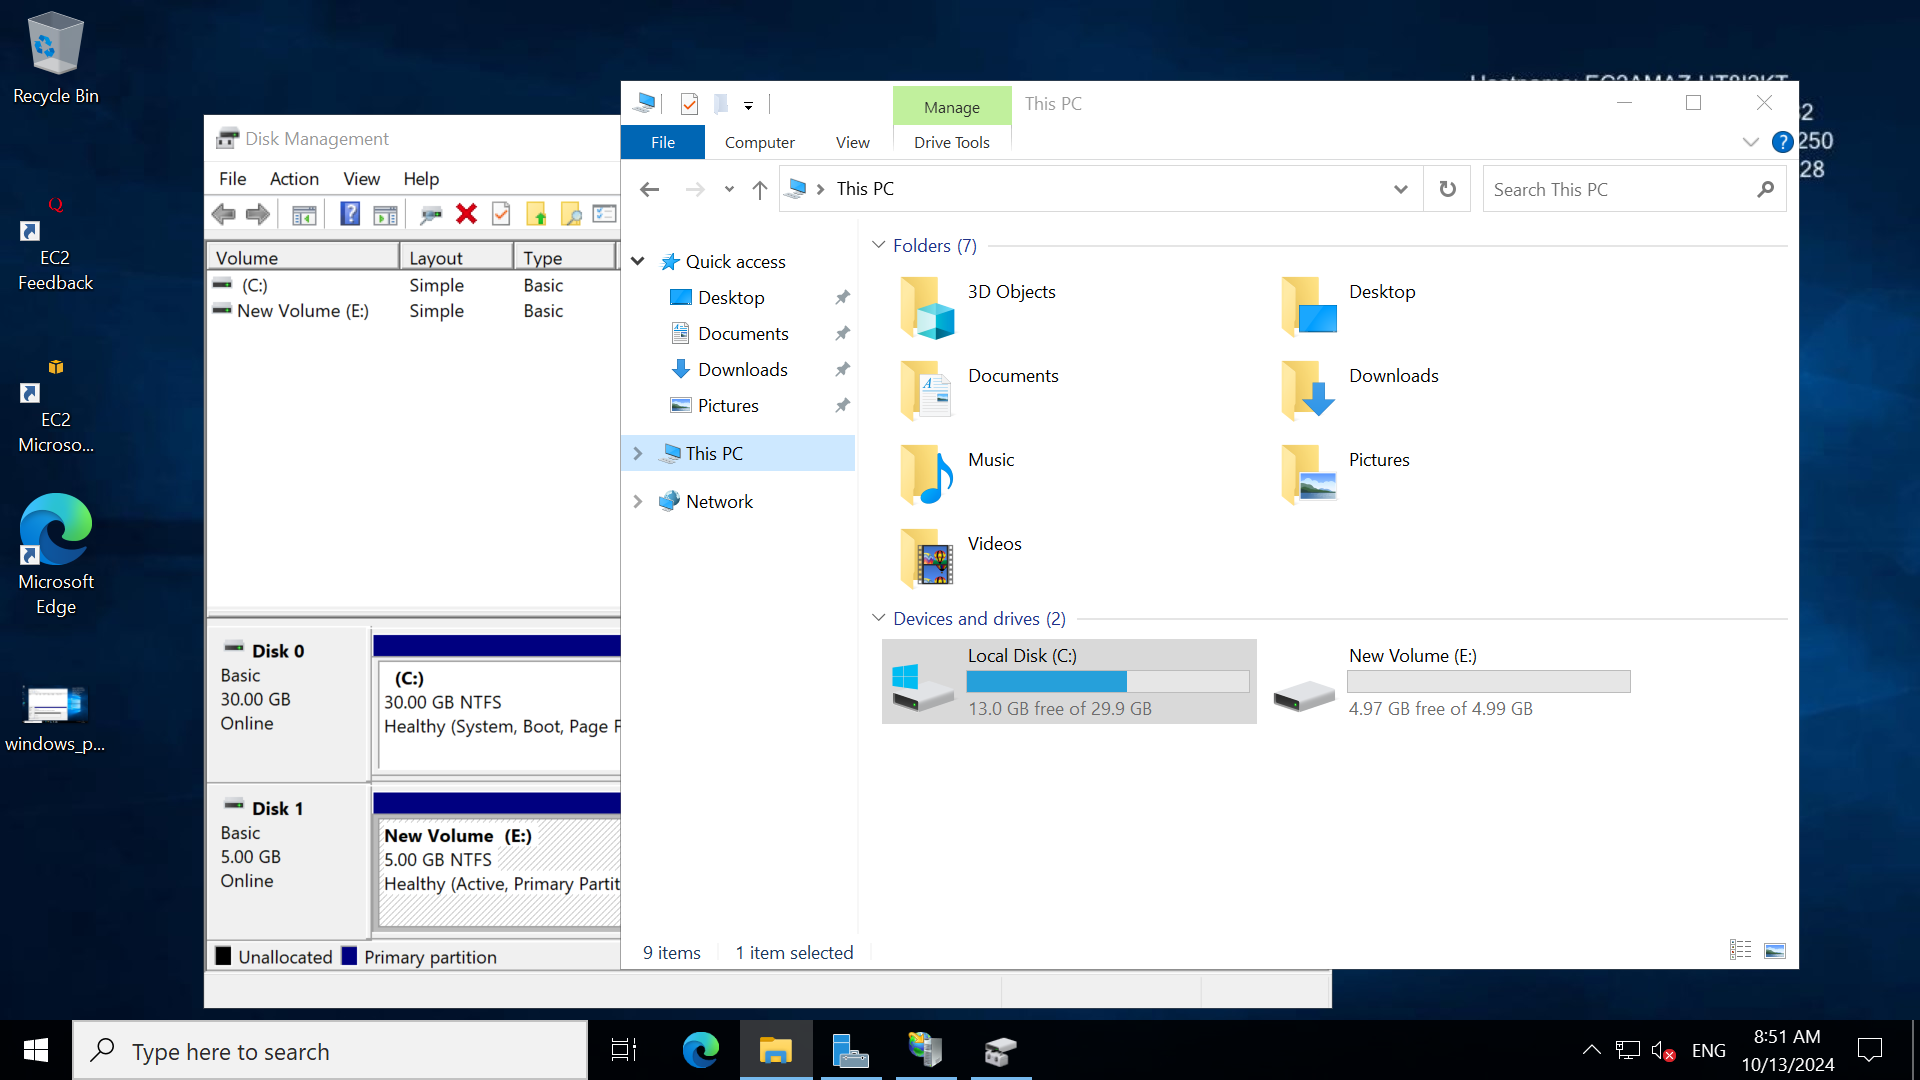 Recycle Bin
EC2
Feedback
EC2
Microso...
Microsoft
Edge
windows_p...
250
28
Disk Management
File Action View Help
Volume Layout Type
(C:) Simple Basic
New Volume (E:) Simple Basic
Disk 0
Basic
30.00 GB
Online
(C:)
30.00 GB NTFS
Healthy (System, Boot, Page F
Disk 1
Basic
5.00 GB
Online
New Volume (E:)
5.00 GB NTFS
Healthy (Active, Primary Partit
Unallocated Primary partition
Manage This PC
File Computer View Drive Tools
?
This PC
Search This PC
Quick access
Desktop
Documents
Downloads
Pictures
This PC
Network
Folders (7)
3D Objects
Desktop
Documents
Downloads
Music
Pictures
Videos
Devices and drives (2)
Local Disk (C:)
13.0 GB free of 29.9 GB
New Volume (E:)
4.97 GB free of 4.99 GB
9 items 1 item selected
Type here to search
ENG
8:51 AM
10/13/2024